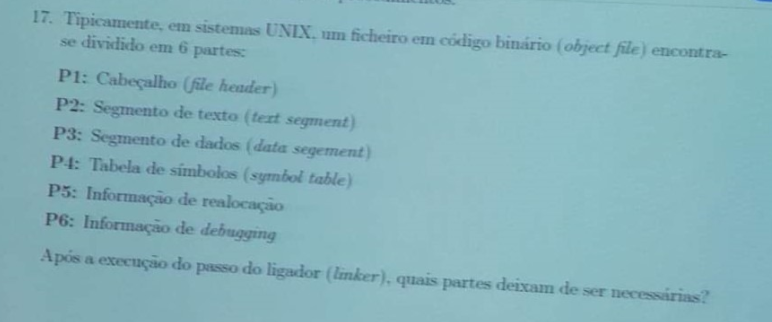 17. Tipicamente, em sistemas UNIX, um ficheiro em código binário (object file) encontra-
se dividido em 6 partes:
P1: Cabeçalho (file header)
P2: Segmento de texto (text segment)
P3: Segmento de dados (data segement)
P4: Tabela de símbolos (symbol table)
P5: Informação de realocação
P6: Informação de debugging
Após a execução do passo do ligador (linker), quais partes deixam de ser necessárias?